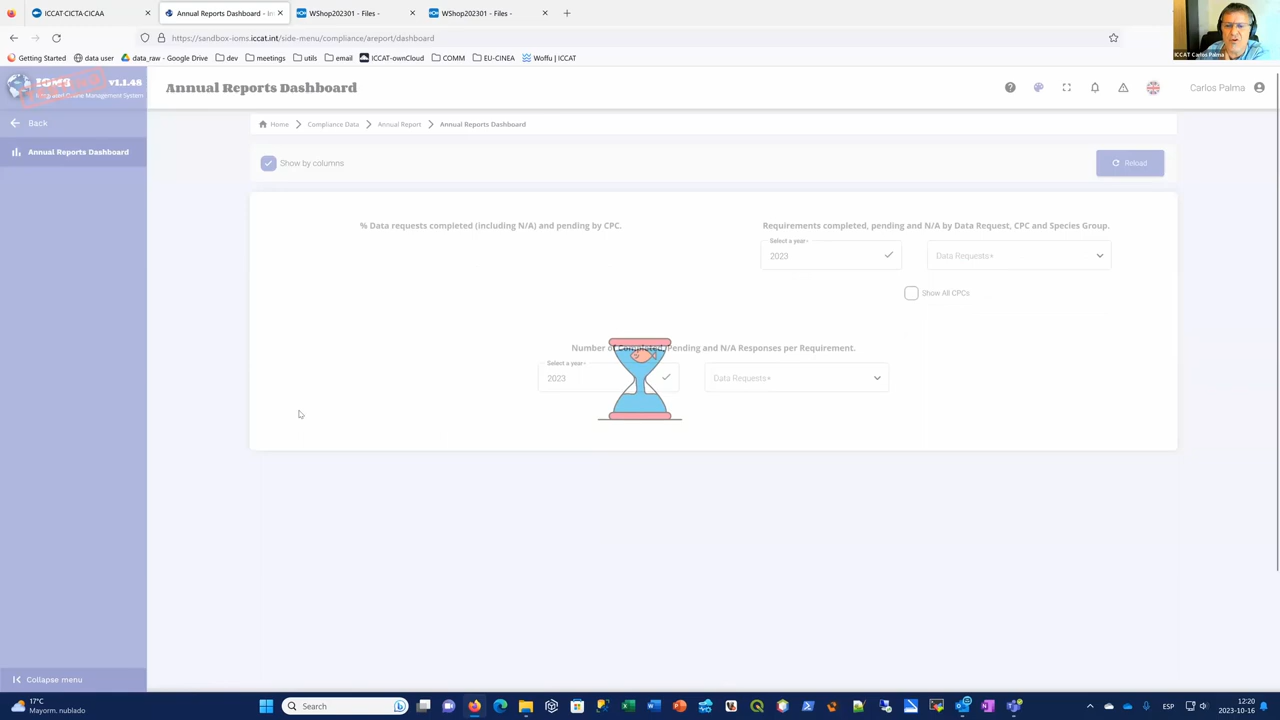 ICCAT·CICTA·CICAA
Annual Reports Dashboard - In
WShop202301 - Files -
WShop202301 - Files -
https://sandbox-ioms.iccat.int/side-menu/compliance/areport/dashboard
Getting Started
data user
data_raw - Google Drive
dev
meetings
utils
email
ICCAT-ownCloud
COMM
EU-CINEA
Woffu | ICCAT
ICCAT Carlos Palma
IOMS
v1.1.48
Integrated Online Management System
Annual Reports Dashboard
Carlos Palma
Back
Home
Compliance Data
Annual Report
Annual Reports Dashboard
Annual Reports Dashboard
Show by columns
Reload
% Data requests completed (including N/A) and pending by CPC.
Requirements completed, pending and N/A by Data Request, CPC and Species Group.
Select a year*
2023
Data Requests*
Show All CPCs
Number of Completed, Pending and N/A Responses per Requirement.
Select a year*
2023
Data Requests*
Collapse menu
17°C
Mayorm. nublado
Search
12:20
2023-10-16